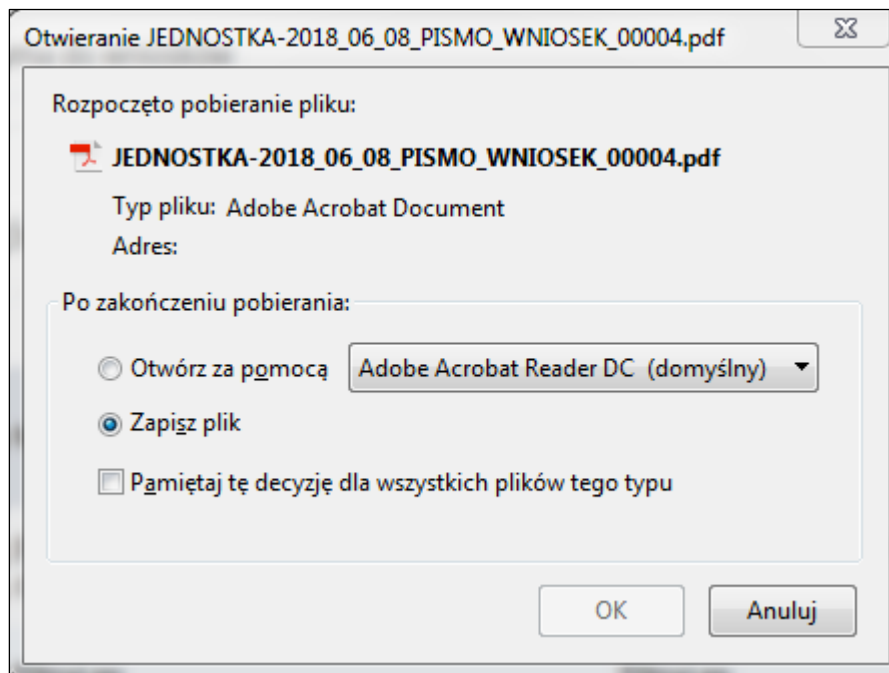 Otwieranie JEDNOSTKA-2018_06_08_PISMO_WNIOSEK_00004.pdf
Rozpoczęto pobieranie pliku:
JEDNOSTKA-2018_06_08_PISMO_WNIOSEK_00004.pdf
Typ pliku: Adobe Acrobat Document
Adres:
Po zakończeniu pobierania:
Otwórz za pomocą Adobe Acrobat Reader DC (domyślny)
Zapisz plik
Pamiętaj tę decyzję dla wszystkich plików tego typu
OK Anuluj